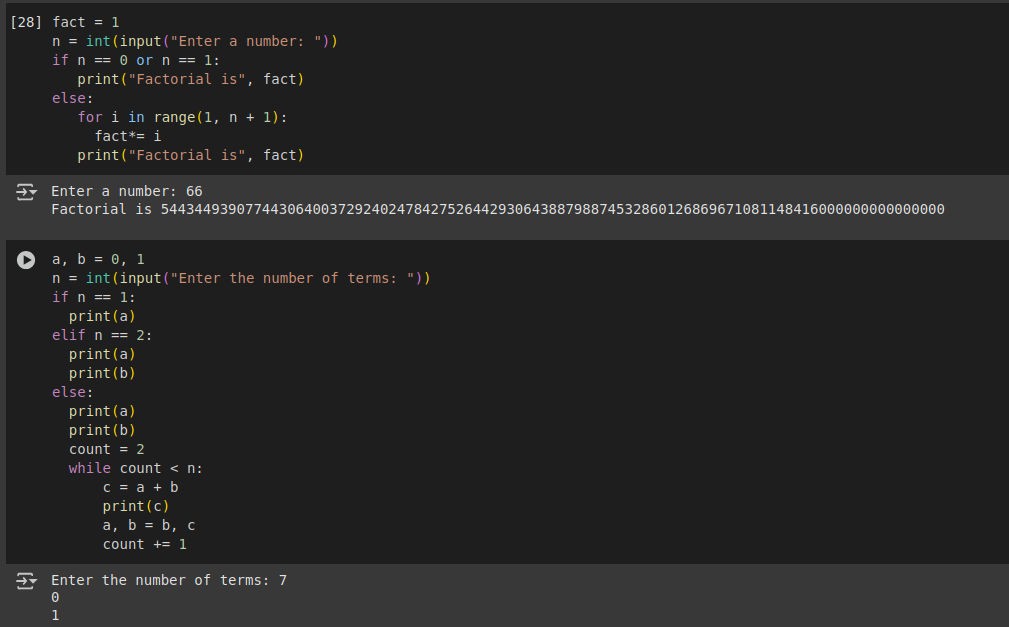 [28] fact = 1
n = int(input("Enter a number: "))
if n == 0 or n == 1:
   print("Factorial is", fact)
else:
   for i in range(1, n + 1):
     fact*= i
   print("Factorial is", fact)
Enter a number: 66
Factorial is 544344939077443064003729240247842752644293064388798874532860126869671081148416000000000000000
a, b = 0, 1
n = int(input("Enter the number of terms: "))
if n == 1:
  print(a)
elif n == 2:
  print(a)
  print(b)
else:
  print(a)
  print(b)
  count = 2
  while count < n:
      c = a + b
      print(c)
      a, b = b, c
      count += 1
Enter the number of terms: 7
0
1